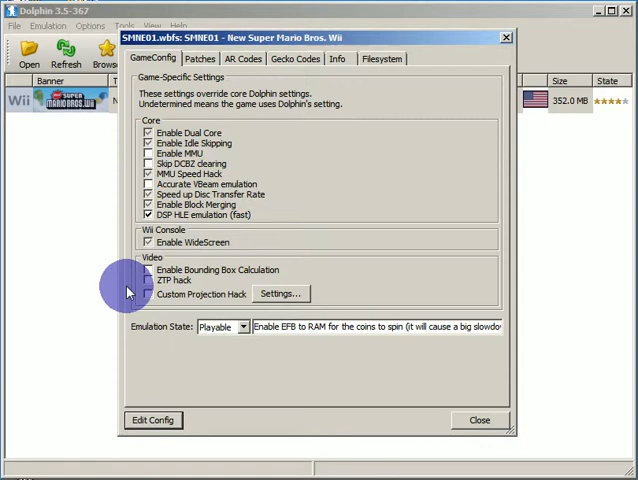 Dolphin 3.5-367
File Emulation Options Tools View Help
Open Refresh Brows
Banner
Size State
Wii SUPER MARIO BROS. Wii
352.0 MB
SMNE01.wbfs: SMNE01 - New Super Mario Bros. Wii
GameConfig Patches AR Codes Gecko Codes Info Filesystem
Game-Specific Settings
These settings override core Dolphin settings.
Undetermined means the game uses Dolphin's setting.
Core
Enable Dual Core
Enable Idle Skipping
Enable MMU
Skip DCBZ clearing
MMU Speed Hack
Accurate VBeam emulation
Speed up Disc Transfer Rate
Enable Block Merging
DSP HLE emulation (fast)
Wii Console
Enable WideScreen
Video
Enable Bounding Box Calculation
ZTP hack
Custom Projection Hack Settings...
Emulation State: Playable Enable EFB to RAM for the coins to spin (it will cause a big slowdo
Edit Config Close